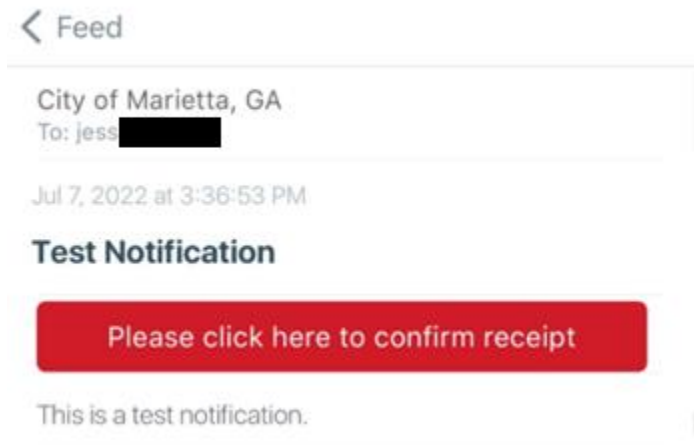 Feed
City of Marietta, GA
To: jess
Jul 7, 2022 at 3:36:53 PM
Test Notification
Please click here to confirm receipt
This is a test notification.